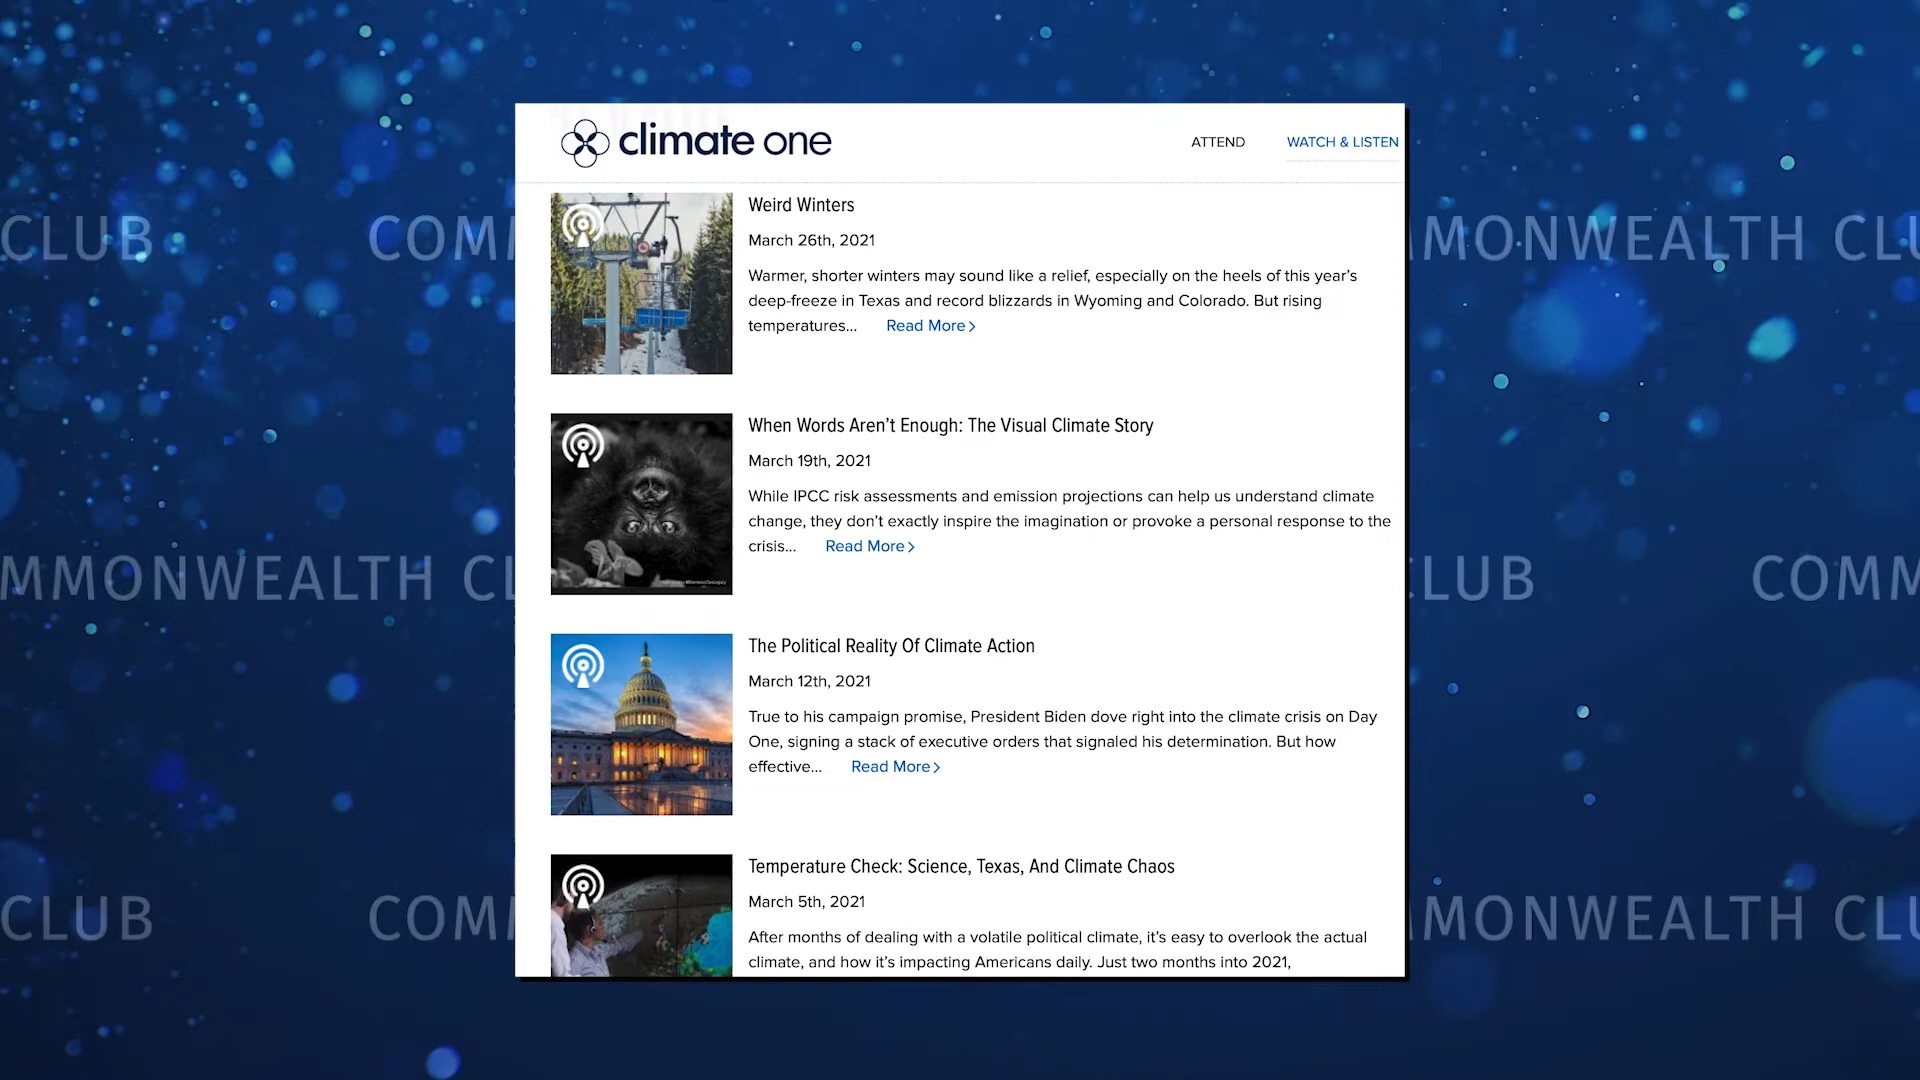 climate one
ATTEND
WATCH & LISTEN
Weird Winters
March 26th, 2021
Warmer, shorter winters may sound like a relief, especially on the heels of this year’s
deep-freeze in Texas and record blizzards in Wyoming and Colorado. But rising
temperatures... Read More >
When Words Aren’t Enough: The Visual Climate Story
March 19th, 2021
While IPCC risk assessments and emission projections can help us understand climate
change, they don’t exactly inspire the imagination or provoke a personal response to the
crisis... Read More >
The Political Reality Of Climate Action
March 12th, 2021
True to his campaign promise, President Biden dove right into the climate crisis on Day
One, signing a stack of executive orders that signaled his determination. But how
effective... Read More >
Temperature Check: Science, Texas, And Climate Chaos
March 5th, 2021
After months of dealing with a volatile political climate, it’s easy to overlook the actual
climate, and how it’s impacting Americans daily. Just two months into 2021,
CLUB COMM MMONWEALTH CLU
MMONWEALTH CL CLUB COMM
CLUB COMM MMONWEALTH CLU